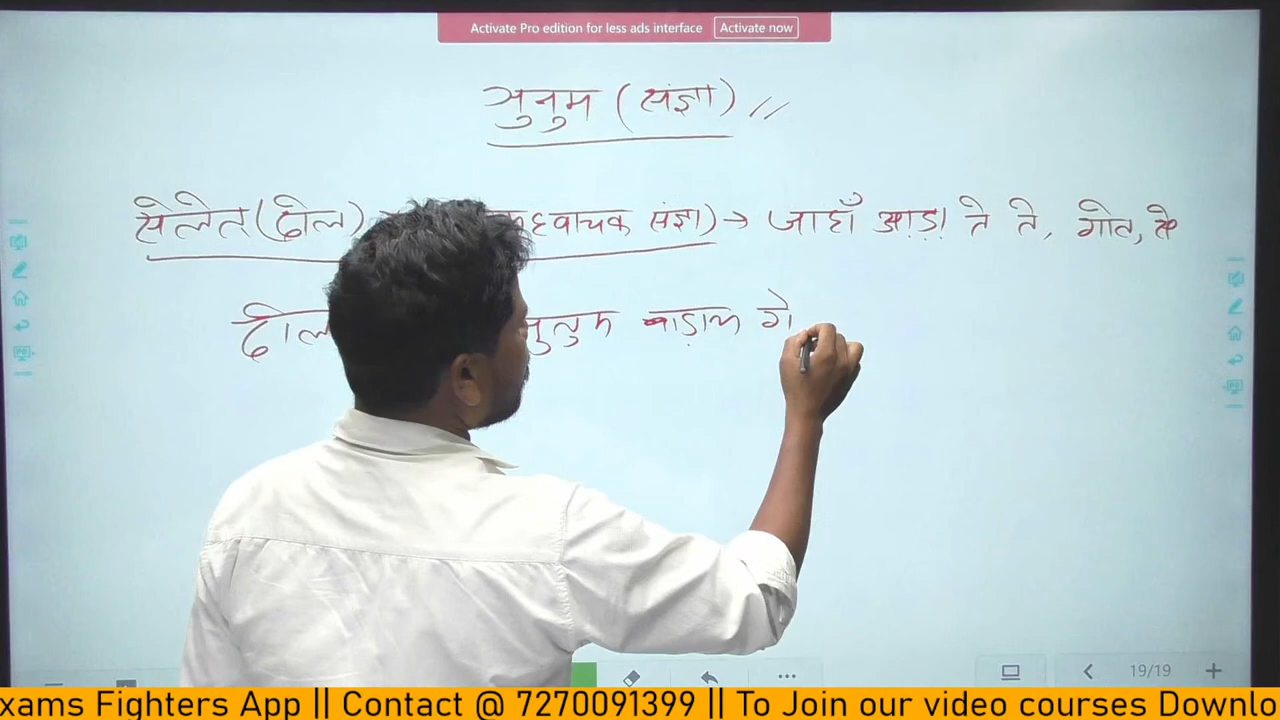 Activate Pro edition for less ads interface Activate now
ञुनुम (संज्ञा) //
सेलेत (दोल) वाचक संज्ञा) → जाहाँ आड़ा ते ते, गोत, से
दोल ञुतुम बाड़ाय गे
19/19
xams Fighters App || Contact @ 7270091399 || To Join our video courses Downlo